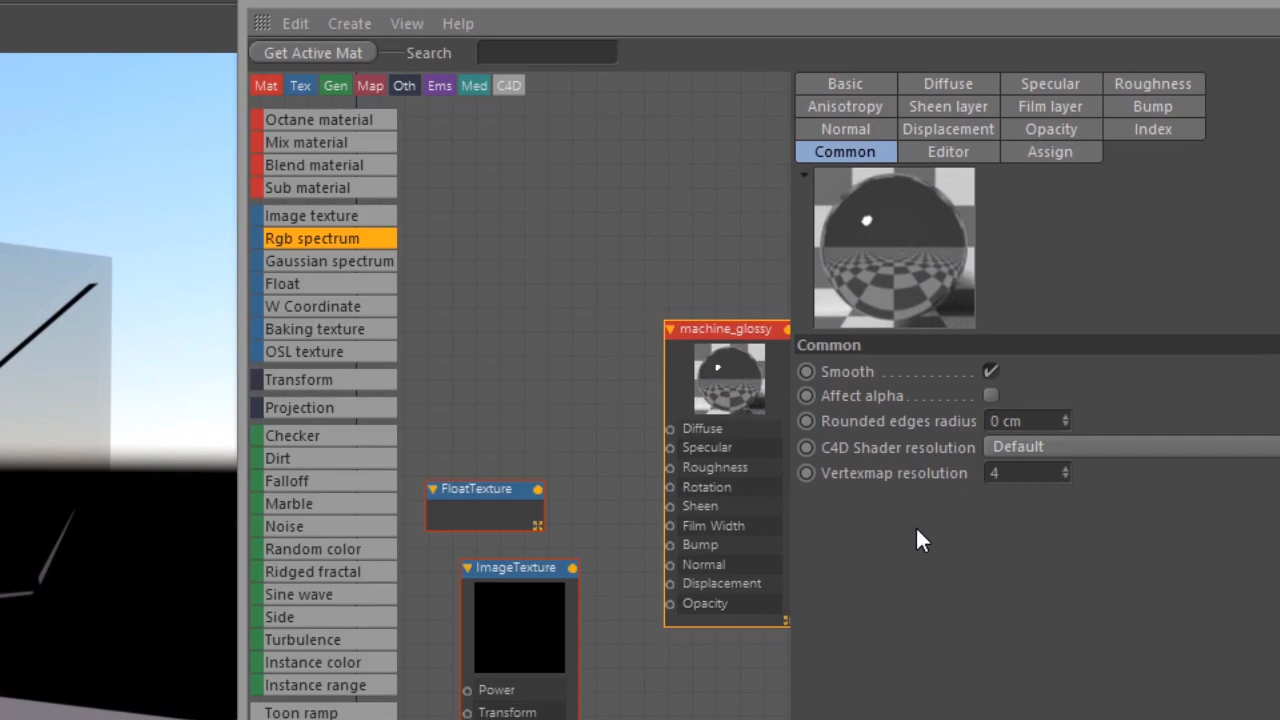 Edit Create View Help
Get Active Mat Search
Mat Tex Gen Map Oth Ems Med C4D
Octane material
Mix material
Blend material
Sub material
Image texture
Rgb spectrum
Gaussian spectrum
Float
W Coordinate
Baking texture
OSL texture
Transform
Projection
Checker
Dirt
Falloff
Marble
Noise
Random color
Ridged fractal
Sine wave
Side
Turbulence
Instance color
Instance range
Toon ramp
FloatTexture
ImageTexture
Power
Transform
machine_glossy
Diffuse
Specular
Roughness
Rotation
Sheen
Film Width
Bump
Normal
Displacement
Opacity
Basic Diffuse Specular Roughness
Anisotropy Sheen layer Film layer Bump
Normal Displacement Opacity Index
Common Editor Assign
Common
Smooth . . . . . . . . . . . .
Affect alpha . . . . . . . . .
Rounded edges radius 0 cm
C4D Shader resolution Default
Vertexmap resolution 4